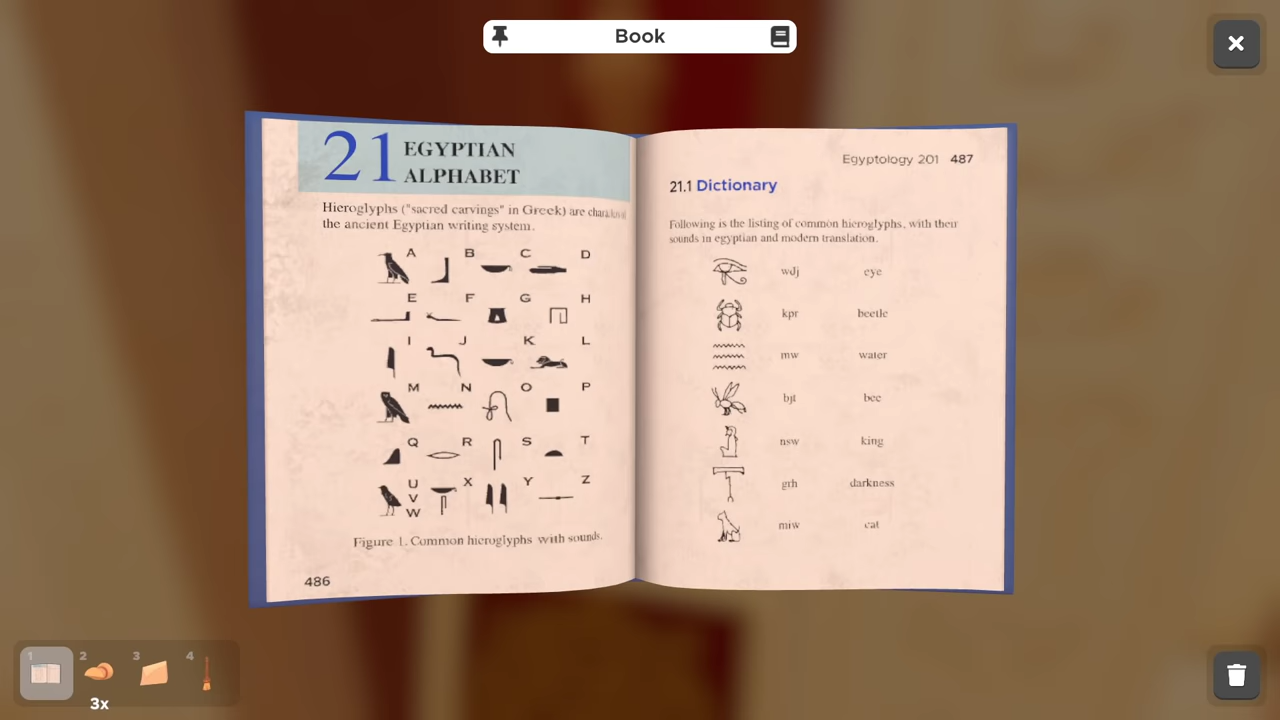 Book
21 EGYPTIAN
ALPHABET
Hieroglyphs ("sacred carvings" in Greek) are
the ancient Egyptian writing system.
A B C D
E F G H
I J K L
M N O P
Q R S T
U V W X Y Z
Figure 1. Common hieroglyphs with sounds.
486
Egyptology 201 487
21.1 Dictionary
Following is the listing of common hieroglyphs, with their
sounds in egyptian and modern translation.
wdj eye
kpr beetle
mw water
bjt bee
nsw king
grh darkness
miw cat
1 2 3 4
3x